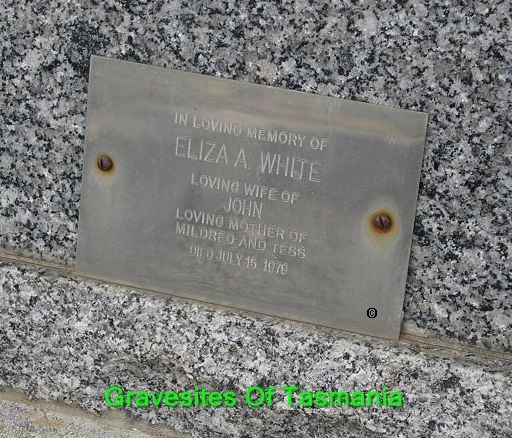 IN LOVING MEMORY OF
ELIZA A. WHITE
LOVING WIFE OF
JOHN
LOVING MOTHER OF
MILDRED AND TESS
DIED JULY 15, 1979
©
Gravesites Of Tasmania